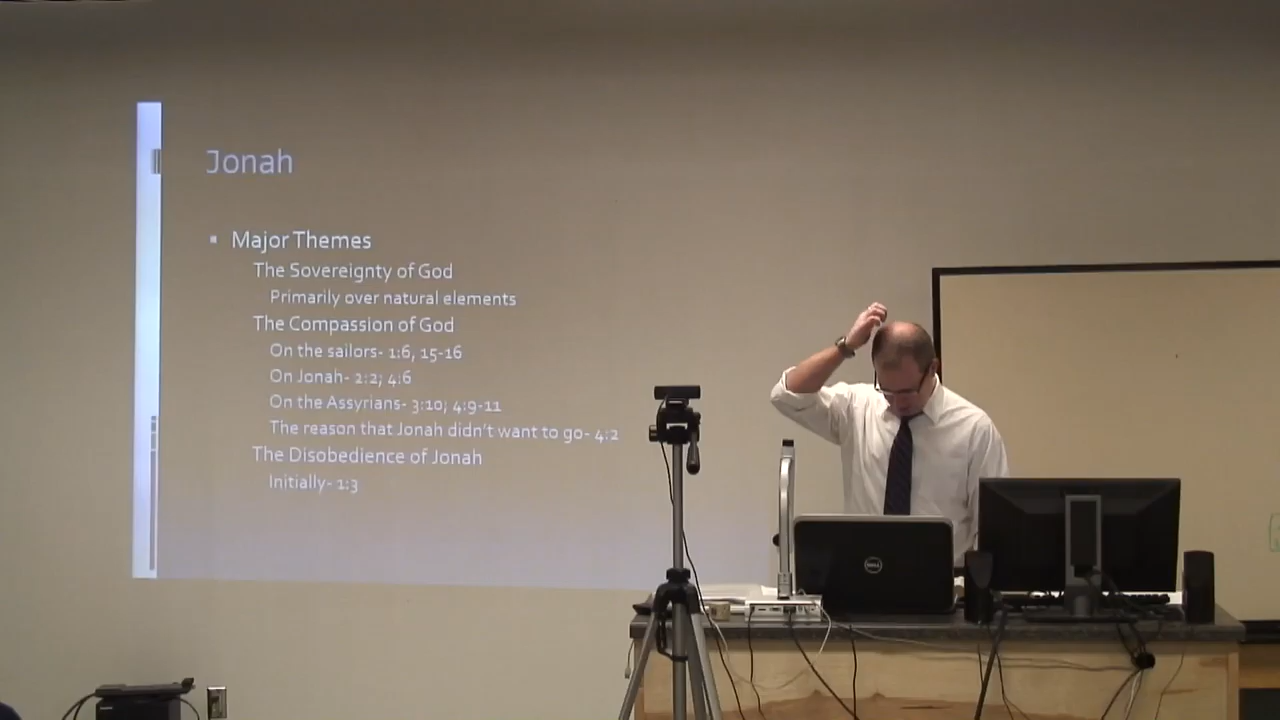 Jonah
▪ Major Themes
The Sovereignty of God
Primarily over natural elements
The Compassion of God
On the sailors- 1:6, 15-16
On Jonah- 2:2; 4:6
On the Assyrians- 3:10; 4:9-11
The reason that Jonah didn't want to go- 4:2
The Disobedience of Jonah
Initially- 1:3
DELL